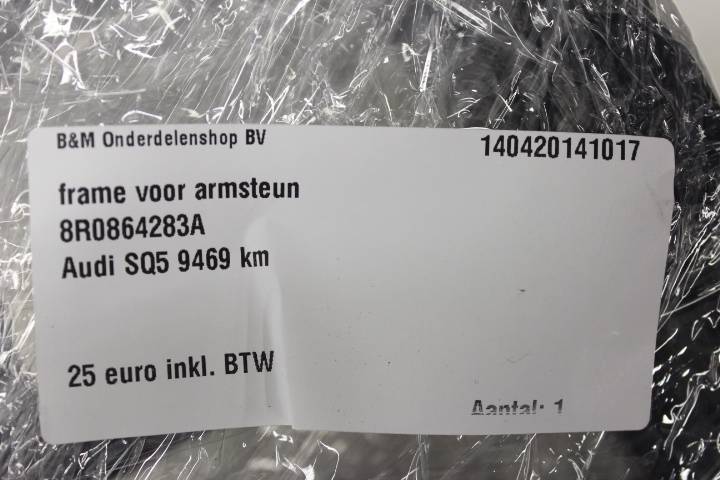 B&M Onderdelenshop BV
140420141017
frame voor armsteun
8R0864283A
Audi SQ5 9469 km
25 euro inkl. BTW
Aantal: 1